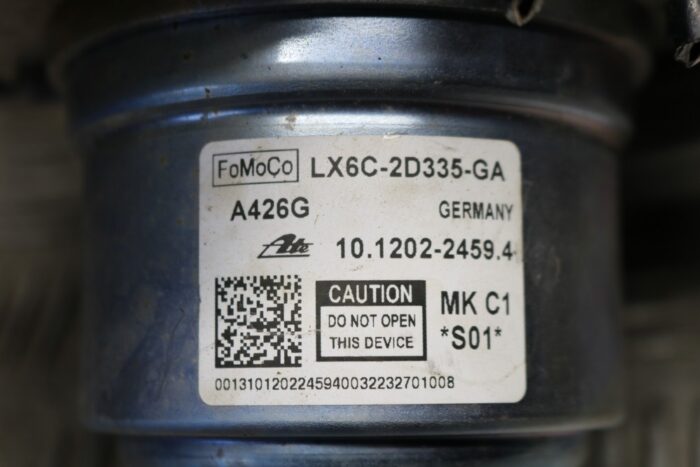 FoMoCo LX6C-2D335-GA
A426G GERMANY
Ate 10.1202-2459.4
CAUTION
DO NOT OPEN
THIS DEVICE
MK C1
*S01*
0013101202245940032232701008